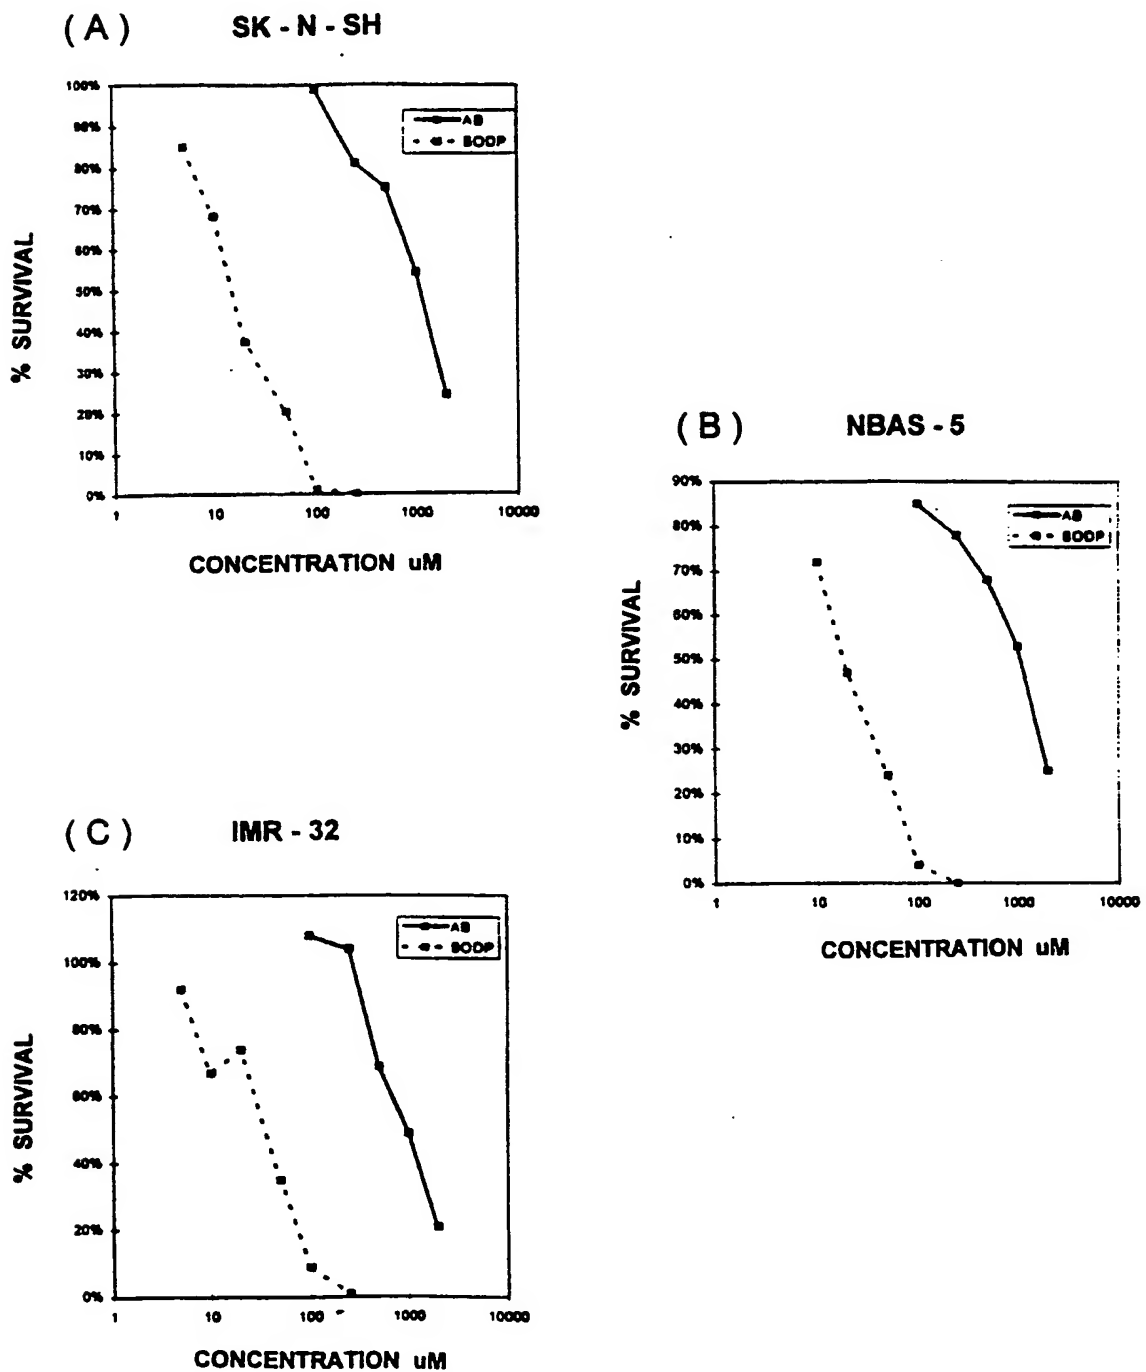 ( A ) SK - N - SH
100%
90%
80%
70%
60%
50%
40%
30%
20%
10%
0%
% SURVIVAL
AB
BODP
1 10 100 1000 10000
CONCENTRATION uM
( B ) NBAS - 5
90%
80%
70%
60%
50%
40%
30%
20%
10%
0%
% SURVIVAL
AB
BODP
1 10 100 1000 10000
CONCENTRATION uM
( C ) IMR - 32
120%
100%
80%
60%
40%
20%
0%
% SURVIVAL
AB
BODP
1 10 100 1000 10000
CONCENTRATION uM